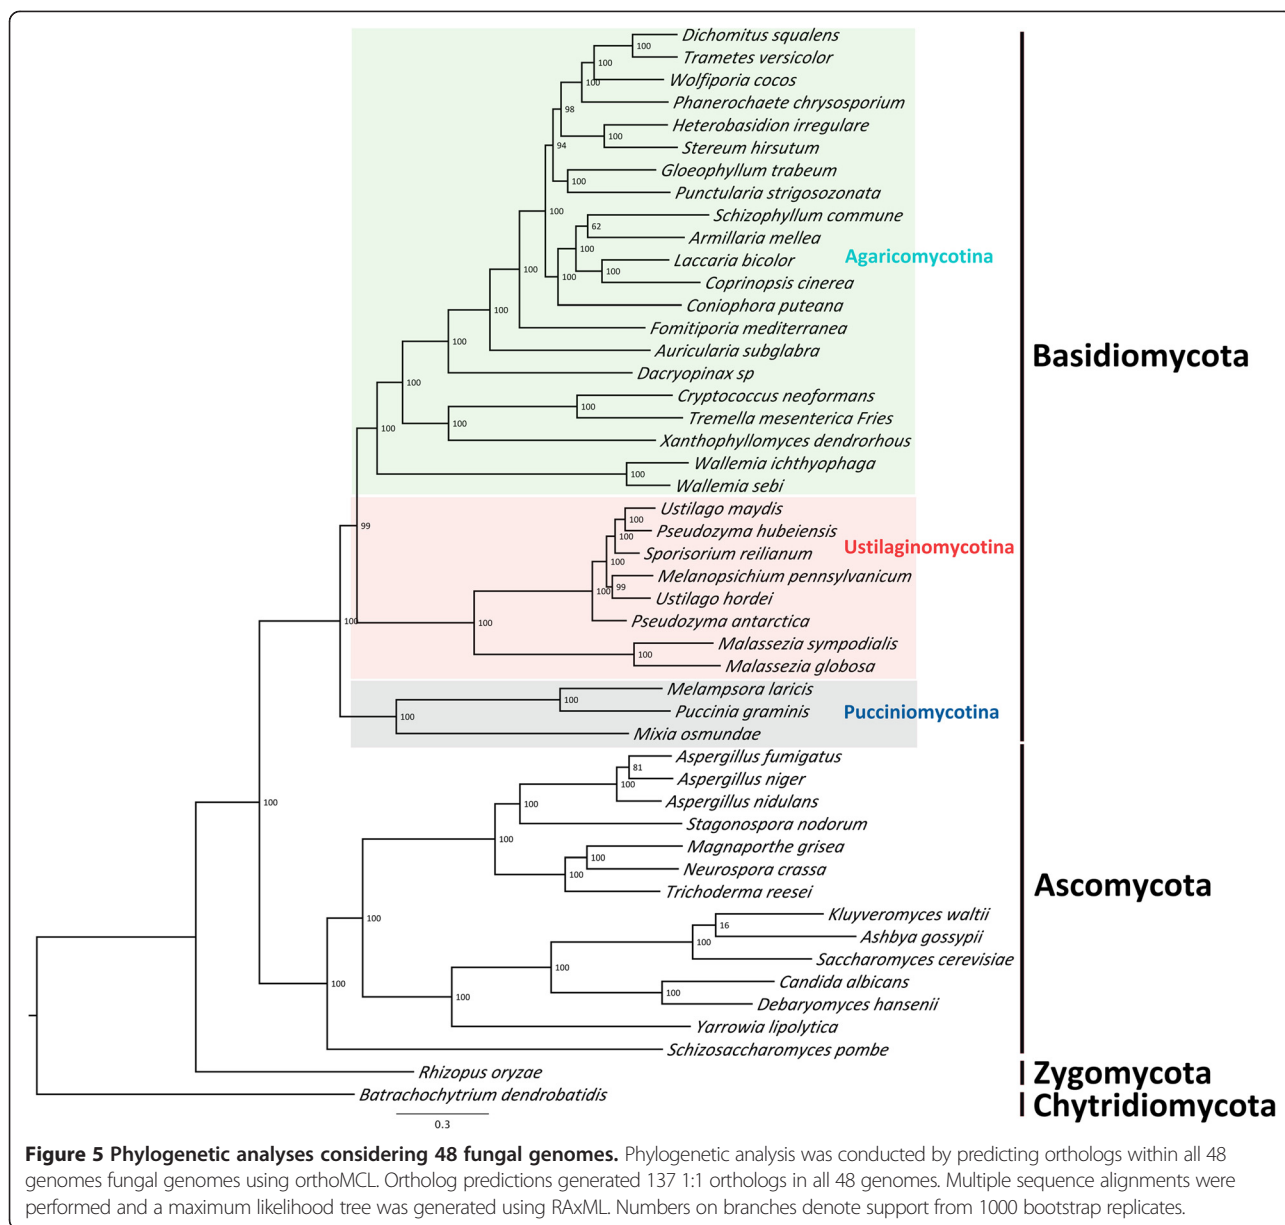 Dichomitus squalens
100
Trametes versicolor
100
Wolfiporia cocos
100
Phanerochaete chrysosporium
98
Heterobasidion irregulare
100
94
Stereum hirsutum
Gloeophyllum trabeum
100
Punctularia strigosozonata
100
Schizophyllum commune
62
Armillaria mellea
100
Agaricomycotina
Laccaria bicolor
100
100
100
Coprinopsis cinerea
Coniophora puteana
100
Fomitiporia mediterranea
100
Auricularia subglabra
Basidiomycota
Dacryopinax sp
100
Cryptococcus neoformans
100
Tremella mesenterica Fries
100
100
Xanthophyllomyces dendrorhous
Wallemia ichthyophaga
100
Wallemia sebi
Ustilago maydis
100
99
Pseudozyma hubeiensis
100
Ustilaginomycotina
Sporisorium reilianum
100
Melanopsichium pennsylvanicum
99
100
Ustilago hordei
Pseudozyma antarctica
100
100
Malassezia sympodialis
100
Malassezia globosa
Melampsora laricis
100
Puccinia graminis
Pucciniomycotina
100
Mixia osmundae
Aspergillus fumigatus
81
Aspergillus niger
100
Aspergillus nidulans
100
100
Stagonospora nodorum
100
Magnaporthe grisea
100
Neurospora crassa
100
Ascomycota
Trichoderma reesei
Kluyveromyces waltii
100
16
Ashbya gossypii
100
Saccharomyces cerevisiae
100
Candida albicans
100
100
100
Debaryomyces hansenii
Yarrowia lipolytica
Schizosaccharomyces pombe
Rhizopus oryzae
Zygomycota
Batrachochytrium dendrobatidis
Chytridiomycota
0.3
Figure 5 Phylogenetic analyses considering 48 fungal genomes. Phylogenetic analysis was conducted by predicting orthologs within all 48
genomes fungal genomes using orthoMCL. Ortholog predictions generated 137 1:1 orthologs in all 48 genomes. Multiple sequence alignments were
performed and a maximum likelihood tree was generated using RAxML. Numbers on branches denote support from 1000 bootstrap replicates.